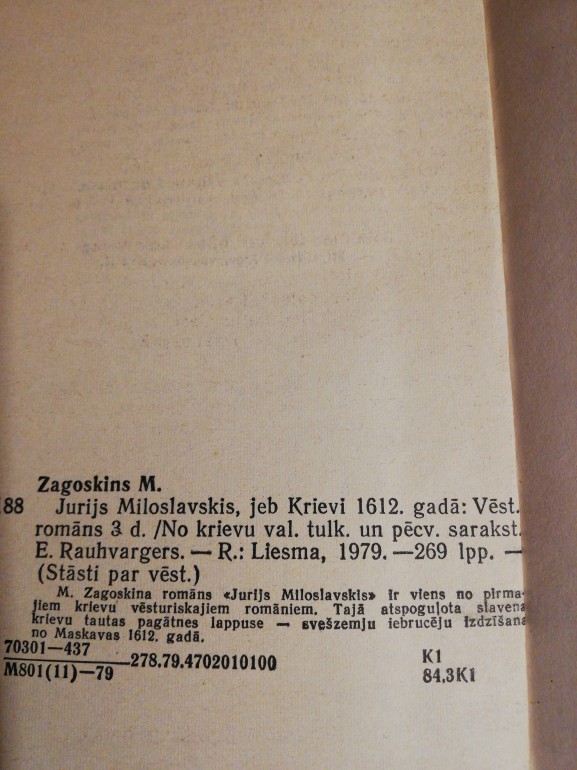 Zagoskins M.
88 Jurijs Miloslavskis, jeb Krievi 1612. gadā: Vēst.
romāns 3 d. /No krievu val. tulk. un pēcv. sarakst.
E. Rauhvargers. — R.: Liesma, 1979. —269 lpp. —
(Stāsti par vēst.)
M. Zagoskina romāns «Jurijs Miloslavskis» ir viens no pirma-
jiem krievu vēsturiskajiem romāniem. Tajā atspoguļota slavena
krievu tautas pagātnes lappuse — svešzemju iebrucēju izdzīšana
no Maskavas 1612. gadā.
70301—437
M801(11)—79
278.79.4702010100
K1
84.3K1